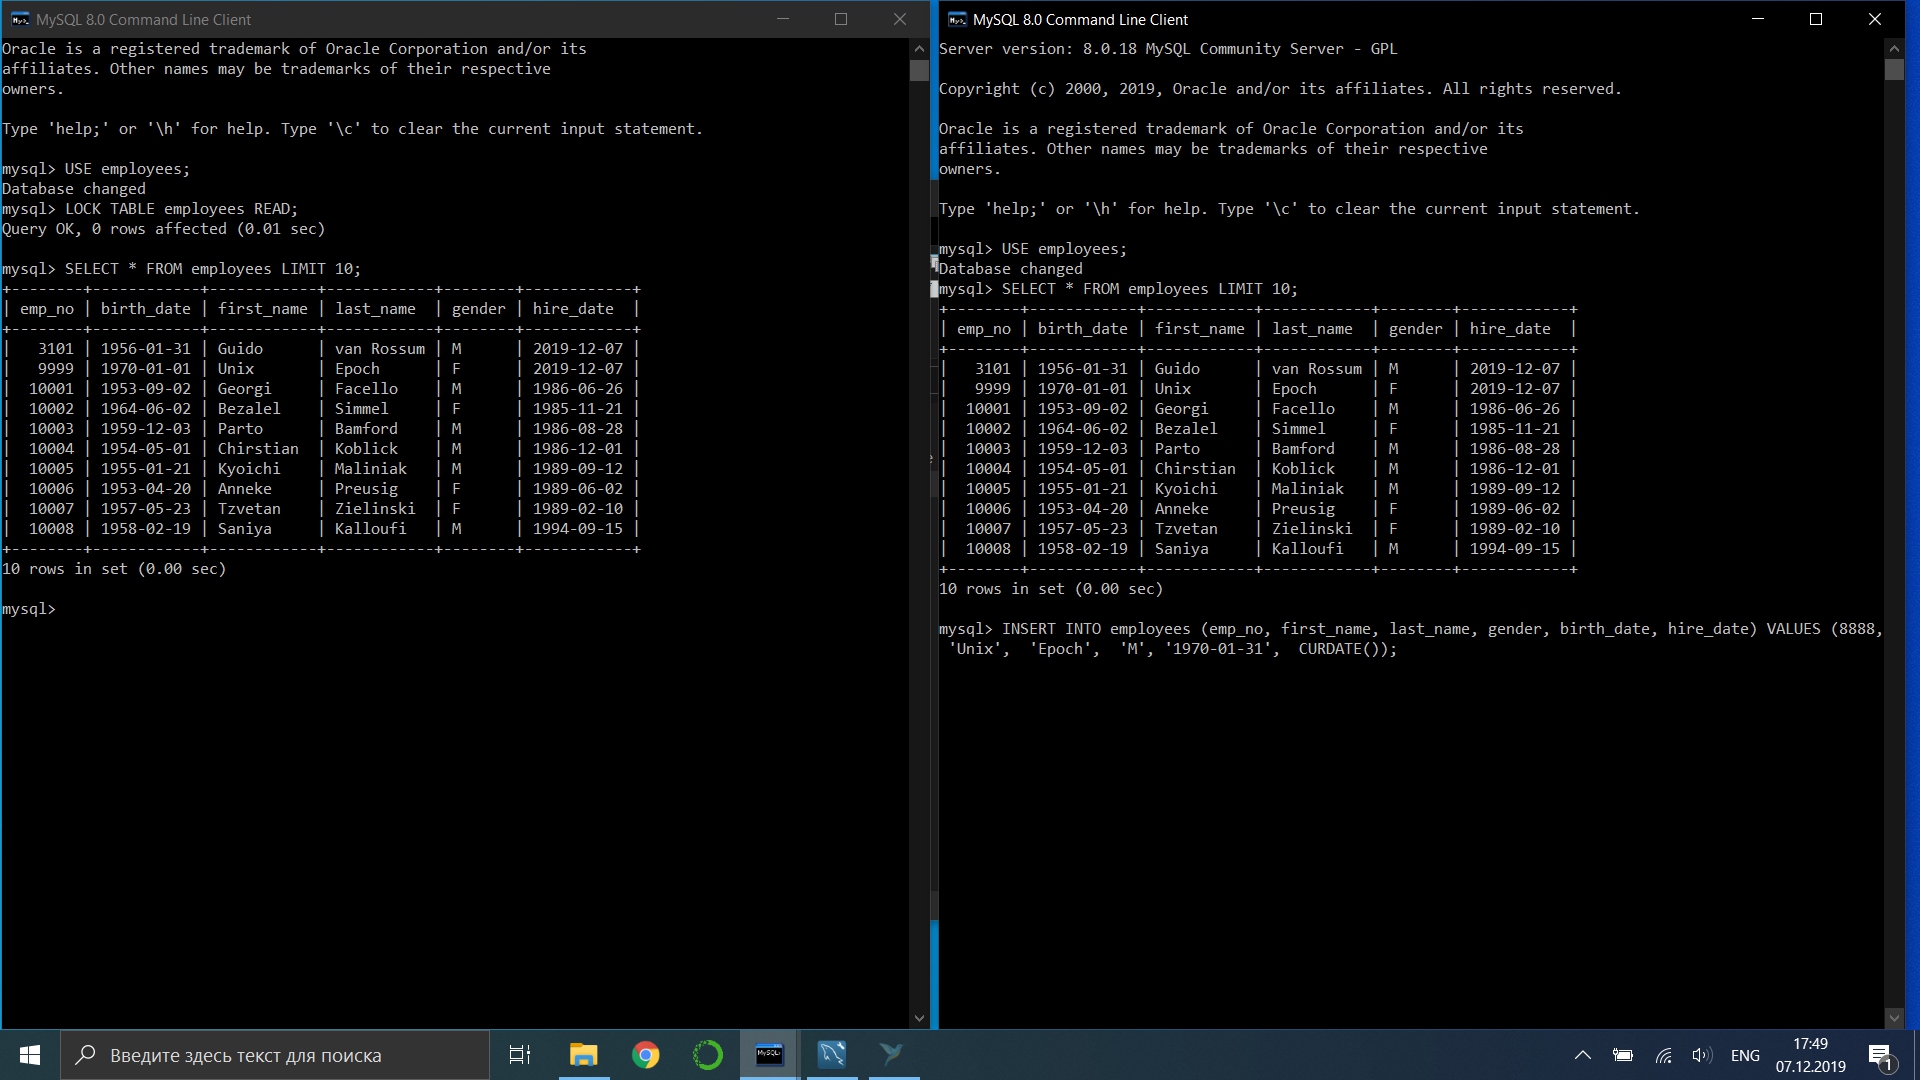 MySQL 8.0 Command Line Client
Oracle is a registered trademark of Oracle Corporation and/or its
affiliates. Other names may be trademarks of their respective
owners.
Type 'help;' or '\h' for help. Type '\c' to clear the current input statement.
mysql> USE employees;
Database changed
mysql> LOCK TABLE employees READ;
Query OK, 0 rows affected (0.01 sec)
mysql> SELECT * FROM employees LIMIT 10;
+--------+------------+------------+------------+--------+------------+
| emp_no | birth_date | first_name | last_name  | gender | hire_date  |
+--------+------------+------------+------------+--------+------------+
|   3101 | 1956-01-31 | Guido      | van Rossum | M      | 2019-12-07 |
|   9999 | 1970-01-01 | Unix       | Epoch      | F      | 2019-12-07 |
|  10001 | 1953-09-02 | Georgi     | Facello    | M      | 1986-06-26 |
|  10002 | 1964-06-02 | Bezalel    | Simmel     | F      | 1985-11-21 |
|  10003 | 1959-12-03 | Parto      | Bamford    | M      | 1986-08-28 |
|  10004 | 1954-05-01 | Chirstian  | Koblick    | M      | 1986-12-01 |
|  10005 | 1955-01-21 | Kyoichi    | Maliniak   | M      | 1989-09-12 |
|  10006 | 1953-04-20 | Anneke     | Preusig    | F      | 1989-06-02 |
|  10007 | 1957-05-23 | Tzvetan    | Zielinski  | F      | 1989-02-10 |
|  10008 | 1958-02-19 | Saniya     | Kalloufi   | M      | 1994-09-15 |
+--------+------------+------------+------------+--------+------------+
10 rows in set (0.00 sec)
mysql>
MySQL 8.0 Command Line Client
Server version: 8.0.18 MySQL Community Server - GPL
Copyright (c) 2000, 2019, Oracle and/or its affiliates. All rights reserved.
Oracle is a registered trademark of Oracle Corporation and/or its
affiliates. Other names may be trademarks of their respective
owners.
Type 'help;' or '\h' for help. Type '\c' to clear the current input statement.
mysql> USE employees;
Database changed
mysql> SELECT * FROM employees LIMIT 10;
+--------+------------+------------+------------+--------+------------+
| emp_no | birth_date | first_name | last_name  | gender | hire_date  |
+--------+------------+------------+------------+--------+------------+
|   3101 | 1956-01-31 | Guido      | van Rossum | M      | 2019-12-07 |
|   9999 | 1970-01-01 | Unix       | Epoch      | F      | 2019-12-07 |
|  10001 | 1953-09-02 | Georgi     | Facello    | M      | 1986-06-26 |
|  10002 | 1964-06-02 | Bezalel    | Simmel     | F      | 1985-11-21 |
|  10003 | 1959-12-03 | Parto      | Bamford    | M      | 1986-08-28 |
|  10004 | 1954-05-01 | Chirstian  | Koblick    | M      | 1986-12-01 |
|  10005 | 1955-01-21 | Kyoichi    | Maliniak   | M      | 1989-09-12 |
|  10006 | 1953-04-20 | Anneke     | Preusig    | F      | 1989-06-02 |
|  10007 | 1957-05-23 | Tzvetan    | Zielinski  | F      | 1989-02-10 |
|  10008 | 1958-02-19 | Saniya     | Kalloufi   | M      | 1994-09-15 |
+--------+------------+------------+------------+--------+------------+
10 rows in set (0.00 sec)
mysql> INSERT INTO employees (emp_no, first_name, last_name, gender, birth_date, hire_date) VALUES (8888,
 'Unix',  'Epoch',  'M', '1970-01-31',  CURDATE());
Введите здесь текст для поиска
MySQL
ENG
17:49
07.12.2019
1